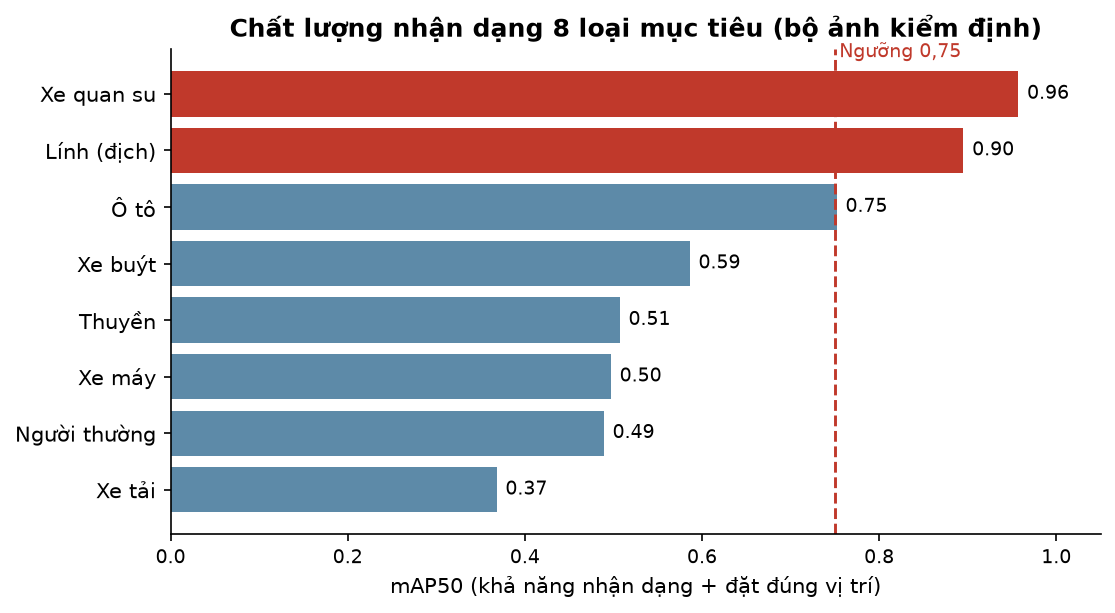 Chất lượng nhận dạng 8 loại mục tiêu (bộ ảnh kiểm định)
Ngưỡng 0,75
Xe quan su 0.96
Lính (địch) 0.90
Ô tô 0.75
Xe buýt 0.59
Thuyền 0.51
Xe máy 0.50
Người thường 0.49
Xe tải 0.37
0.0 0.2 0.4 0.6 0.8 1.0
mAP50 (khả năng nhận dạng + đặt đúng vị trí)